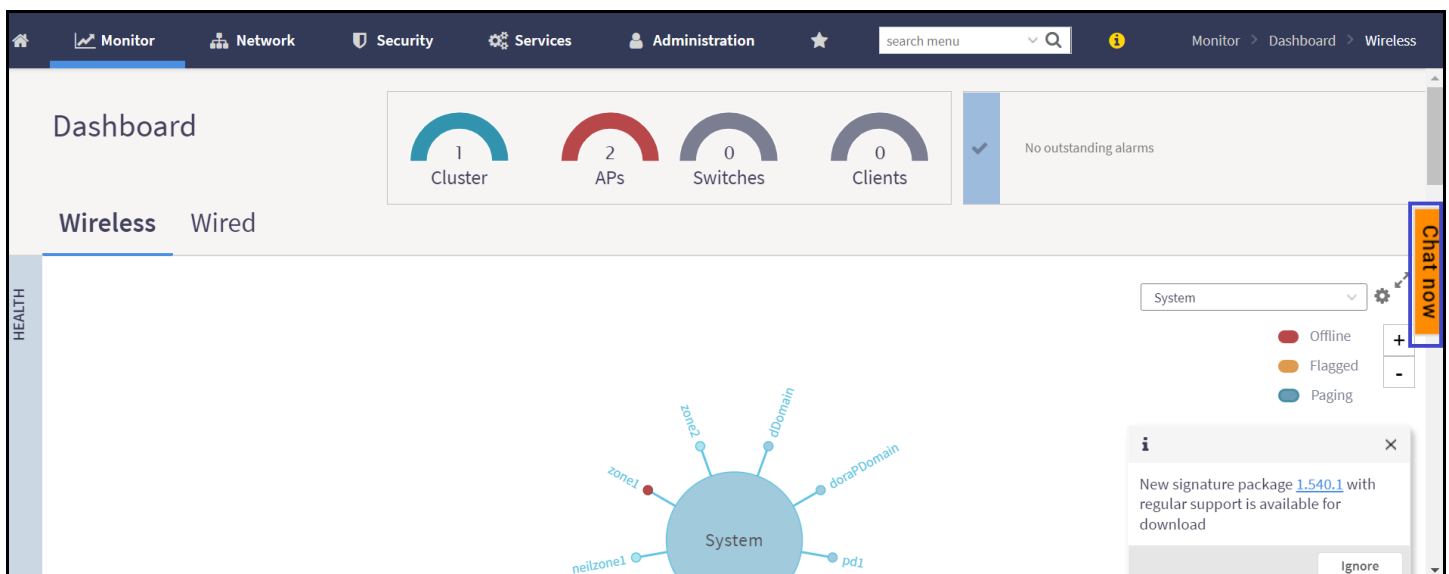 Monitor
Network
Security
Services
Administration
search menu
Monitor > Dashboard > Wireless
Dashboard
1
Cluster
2
APs
0
Switches
0
Clients
No outstanding alarms
Wireless
Wired
Chat now
HEALTH
System
Offline
Flagged
Paging
+
-
zone2
dDomain
zone1
doraPDomain
System
neilzone1
pd1
i
×
New signature package 1.540.1 with
regular support is available for
download
Ignore